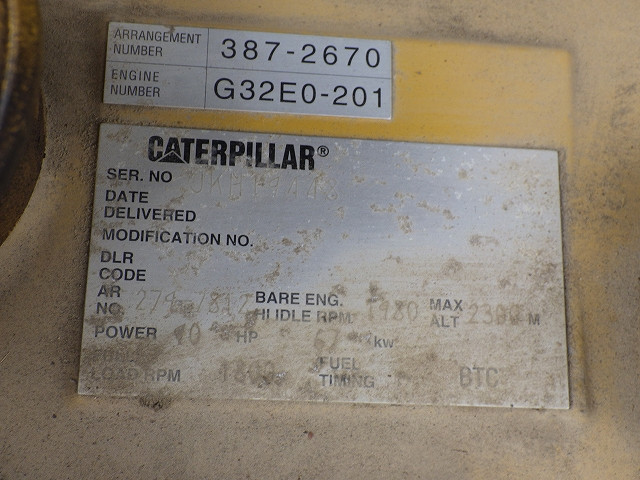 ARRANGEMENT NUMBER 387-2670
ENGINE NUMBER G32E0-201
CATERPILLAR®
SER. NO
DATE DELIVERED
MODIFICATION NO.
DLR CODE
AR NO. BARE ENG. HI IDLE RPM 1980 MAX ALT M
POWER HP kw
LOAD RPM 1800 FUEL TIMING BTC